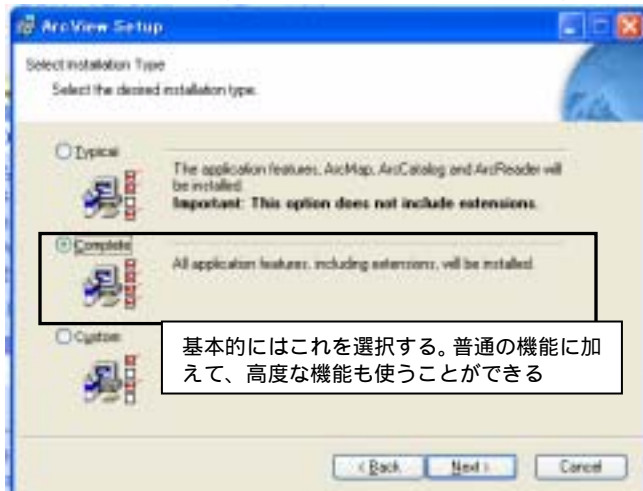 ArcView Setup
Select Installation Type
Select the desired installation type.
Typical
The application features, ArcMap, ArcCatalog and ArcReader will
be installed.
Important: This option does not include extensions.
Complete
All application features, including extensions, will be installed.
Custom
基本的にはこれを選択する。普通の機能に加
えて、高度な機能も使うことができる
< Back
Next >
Cancel